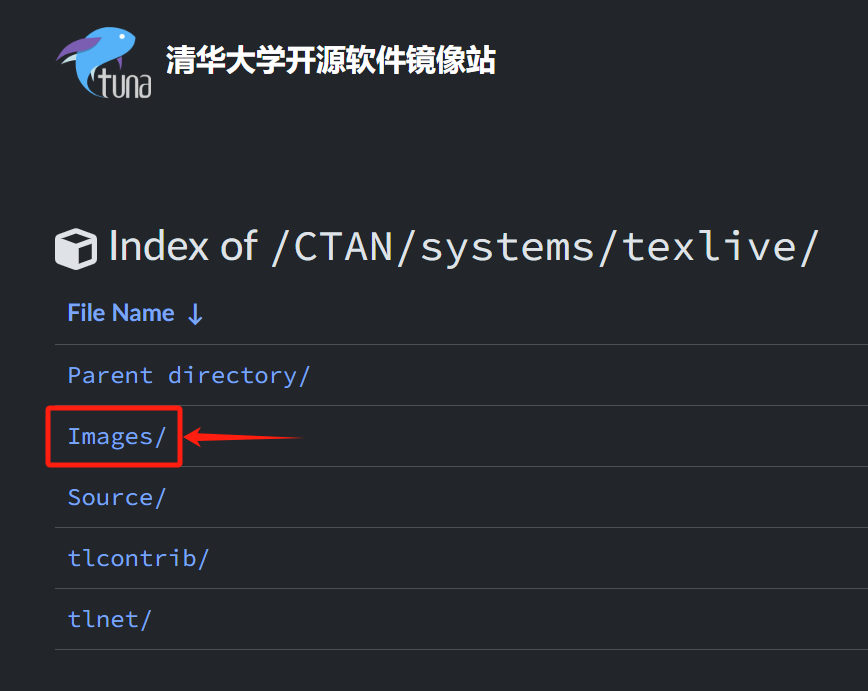 tuna 清华大学开源软件镜像站
Index of /CTAN/systems/texlive/
File Name ↓
Parent directory/
Images/
Source/
tlcontrib/
tlnet/